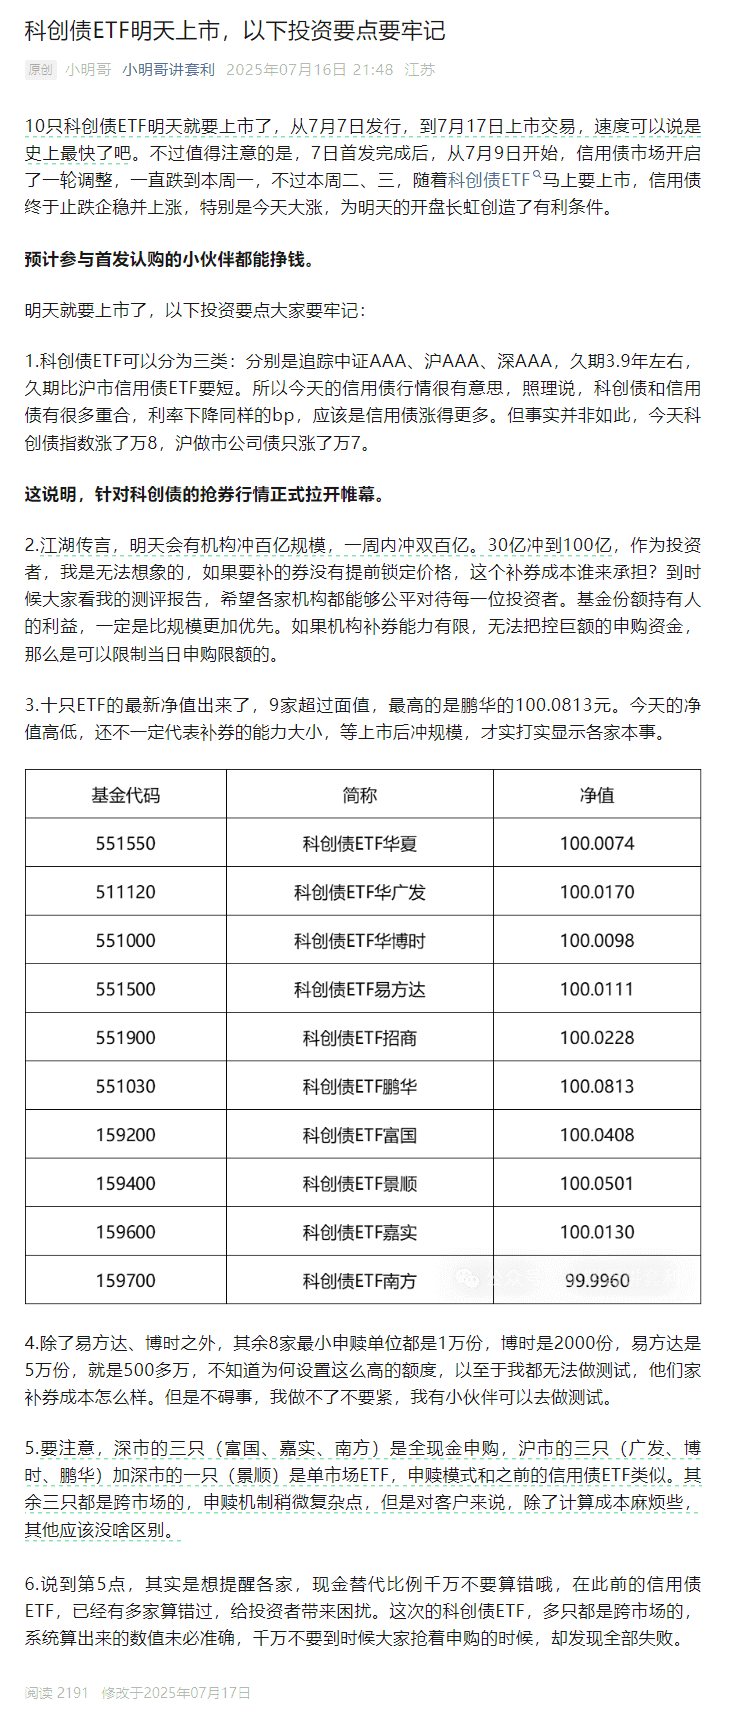 科创债ETF明天上市，以下投资要点要牢记
原创 小明哥 小明哥讲套利 2025年07月16日 21:48 江苏
10只科创债ETF明天就要上市了，从7月7日发行，到7月17日上市交易，速度可以说是
史上最快了吧。不过值得注意的是，7日首发完成后，从7月9日开始，信用债市场开启
了一轮调整，一直跌到本周一，不过本周二、三，随着科创债ETF马上要上市，信用债
终于止跌企稳并上涨，特别是今天大涨，为明天的开盘长虹创造了有利条件。
预计参与首发认购的小伙伴都能挣钱。
明天就要上市了，以下投资要点大家要牢记：
1.科创债ETF可以分为三类：分别是追踪中证AAA、沪AAA、深AAA，久期3.9年左右，
久期比沪市信用债ETF要短。所以今天的信用债行情很有意思，照理说，科创债和信用
债有很多重合，利率下降同样的bp，应该是信用债涨得更多。但事实并非如此，今天科
创债指数涨了万8，沪做市公司债只涨了万7。
这说明，针对科创债的抢券行情正式拉开帷幕。
2.江湖传言，明天会有机构冲百亿规模，一周内冲双百亿。30亿冲到100亿，作为投资
者，我是无法想象的，如果要补的券没有提前锁定价格，这个补券成本谁来承担？到时
候大家看我的测评报告，希望各家机构都能够公平对待每一位投资者。基金份额持有人
的利益，一定是比规模更加优先。如果机构补券能力有限，无法把控巨额的申购资金，
那么是可以限制当日申购限额的。
3.十只ETF的最新净值出来了，9家超过面值，最高的是鹏华的100.0813元。今天的净
值高低，还不一定代表补券的能力大小，等上市后冲规模，才实打实显示各家本事。
基金代码 简称 净值
551550 科创债ETF华夏 100.0074
511120 科创债ETF华广发 100.0170
551000 科创债ETF华博时 100.0098
551500 科创债ETF易方达 100.0111
551900 科创债ETF招商 100.0228
551030 科创债ETF鹏华 100.0813
159200 科创债ETF富国 100.0408
159400 科创债ETF景顺 100.0501
159600 科创债ETF嘉实 100.0130
159700 科创债ETF南方 99.9960
4.除了易方达、博时之外，其余8家最小申赎单位都是1万份，博时是2000份，易方达是
5万份，就是500多万，不知道为何设置这么高的额度，以至于我都无法做测试，他们家
补券成本怎么样。但是不碍事，我做不了不要紧，我有小伙伴可以去做测试。
5.要注意，深市的三只（富国、嘉实、南方）是全现金申购，沪市的三只（广发、博
时、鹏华）加深市的一只（景顺）是单市场ETF，申赎模式和之前的信用债ETF类似。其
余三只都是跨市场的，申赎机制稍微复杂点，但是对客户来说，除了计算成本麻烦些，
其他应该没啥区别。
6.说到第5点，其实是想提醒各家，现金替代比例千万不要算错哦，在此前的信用债
ETF，已经有多家算错过，给投资者带来困扰。这次的科创债ETF，多只都是跨市场的，
系统算出来的数值未必准确，千万不要到时候大家抢着申购的时候，却发现全部失败。
阅读 2191 修改于2025年07月17日